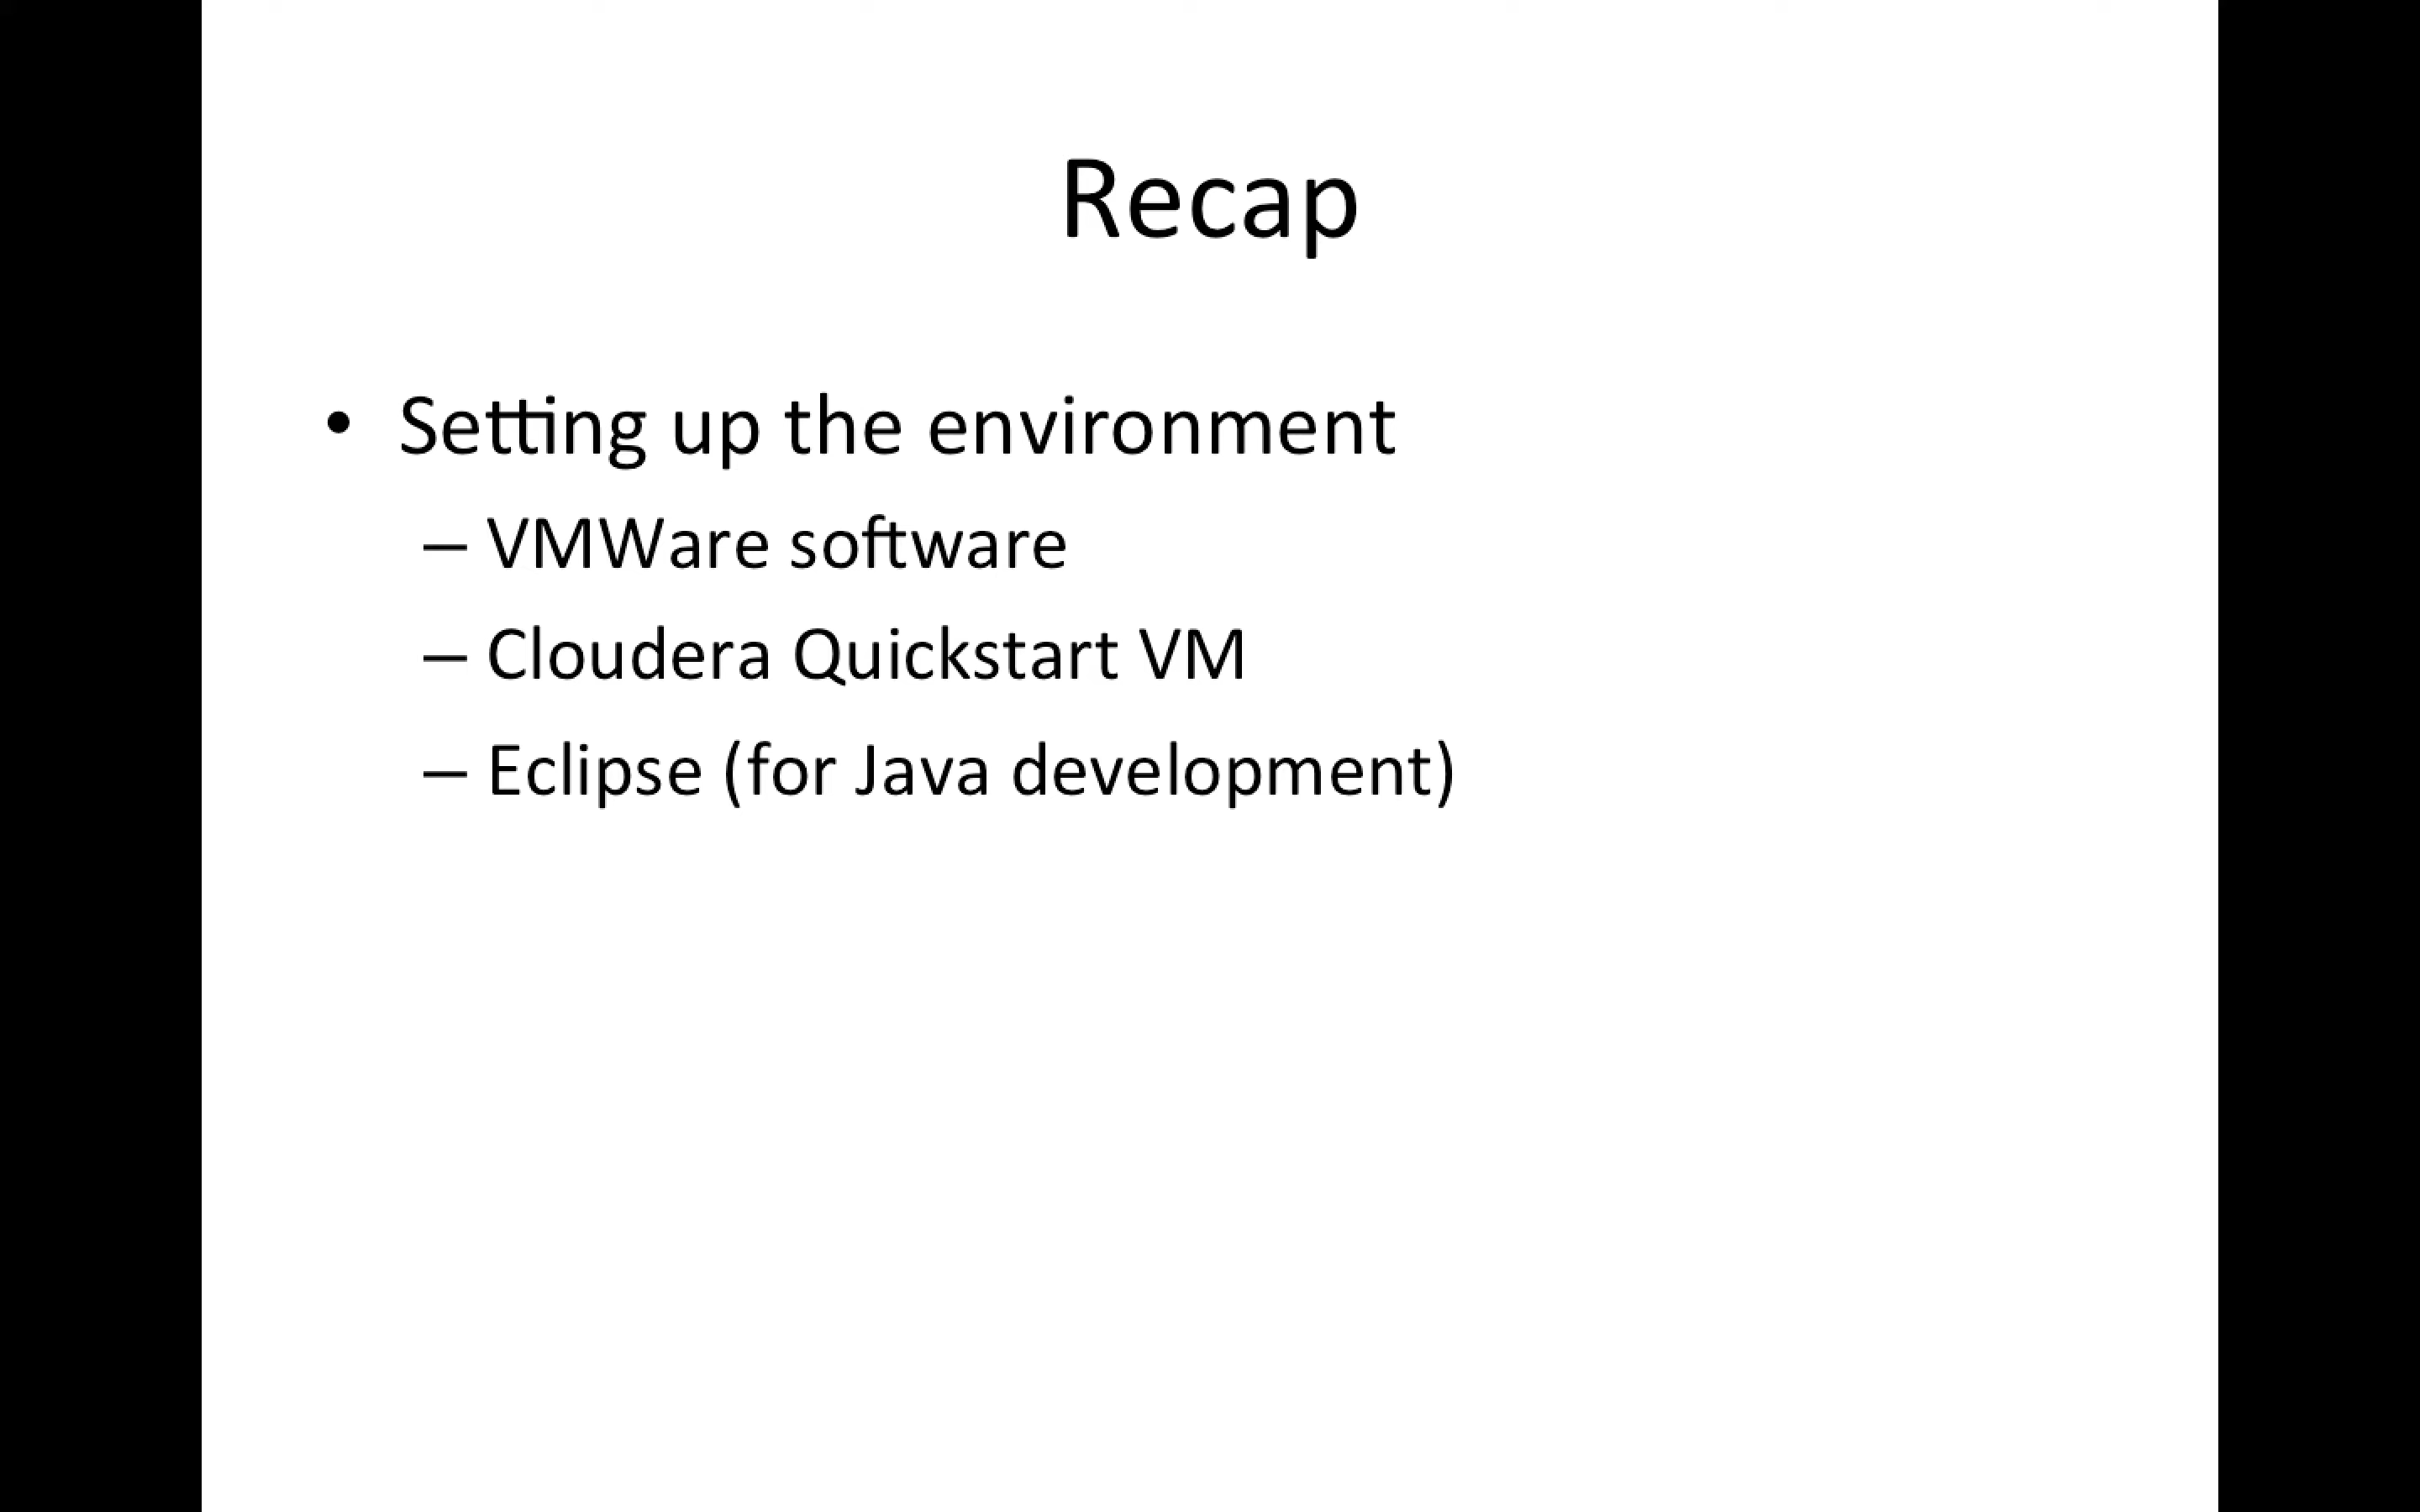 Recap
• Setting up the environment
– VMWare software
– Cloudera Quickstart VM
– Eclipse (for Java development)